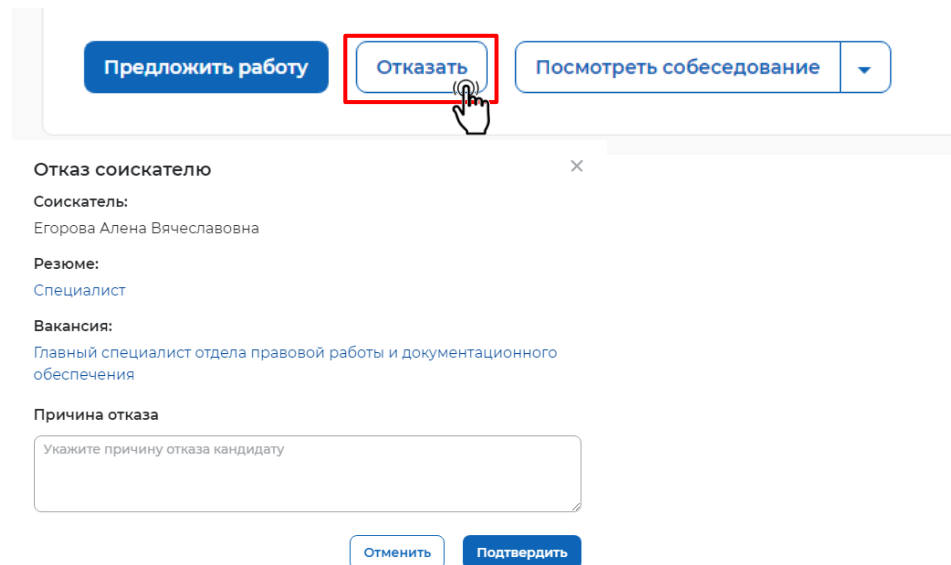 Предложить работу Отказать Посмотреть собеседование
Отказ соискателю
Соискатель:
Егорова Алена Вячеславовна
Резюме:
Специалист
Вакансия:
Главный специалист отдела правовой работы и документационного
обеспечения
Причина отказа
Укажите причину отказа кандидату
Отменить Подтвердить